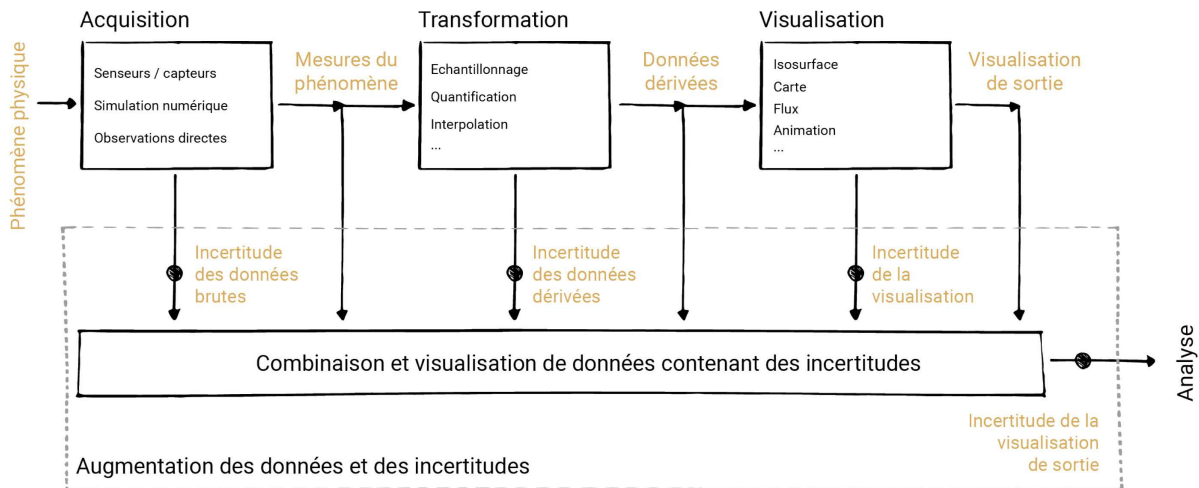 Phénomène physique
Acquisition
Senseurs / capteurs
Simulation numérique
Observations directes
Mesures du
phénomène
Transformation
Echantillonnage
Quantification
Interpolation
...
Données
dérivées
Visualisation
Isosurface
Carte
Flux
Animation
...
Visualisation
de sortie
Incertitude
des données
brutes
Incertitude
des données
dérivées
Incertitude
de la
visualisation
Combinaison et visualisation de données contenant des incertitudes
Analyse
Incertitude de la
visualisation
de sortie
Augmentation des données et des incertitudes